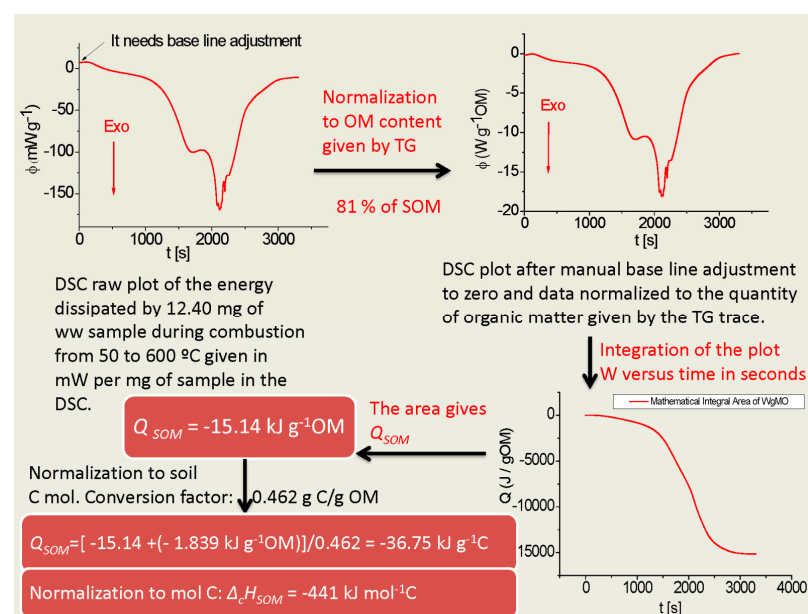 It needs base line adjustment
0
-50
-100
-150
ϕ (mWg⁻¹)
Exo
0 1000 2000 3000
t [s]
Normalization
to OM content
given by TG
81 % of SOM
0
-5
-10
-15
-20
ϕ (W g⁻¹OM)
Exo
0 1000 2000 3000
t [s]
DSC raw plot of the energy
dissipated by 12.40 mg of
ww sample during combustion
from 50 to 600 ºC given in
mW per mg of sample in the
DSC.
DSC plot after manual base line adjustment
to zero and data normalized to the quantity
of organic matter given by the TG trace.
Integration of the plot
W versus time in seconds
Mathematical Integral Area of WgMO
0
-5000
-10000
15000
Q (J / gOM)
0 1000 2000 3000 4000
t [s]
The area gives
Q SOM
Q SOM = -15.14 kJ g⁻¹OM
Normalization to soil
C mol. Conversion factor: 0.462 g C/g OM
QSOM=[ -15.14 +(- 1.839 kJ g⁻¹OM)]/0.462 = -36.75 kJ g⁻¹C
Normalization to mol C: ΔcHSOM = -441 kJ mol⁻¹C